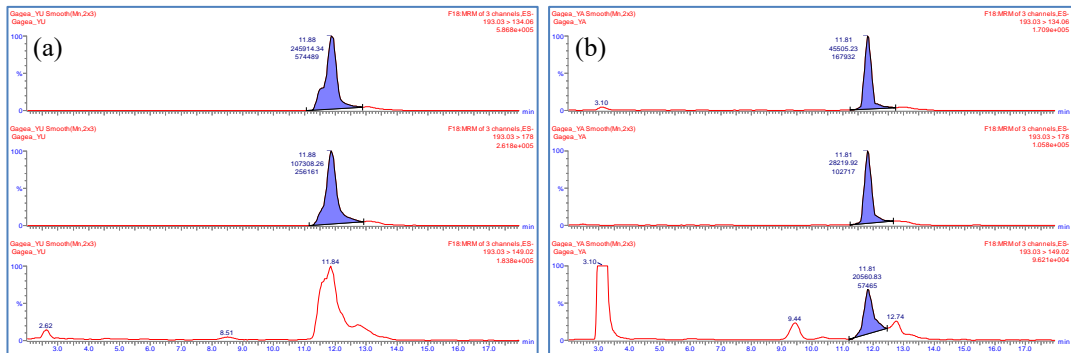 Gagea_YU Smooth(Mn,2x3)
Gagea_YU
F18:MRM of 3 channels,ES-
193.03 > 134.06
5.868e+005
(a)
11.88
245914.34
574489
100
%
0
min
Gagea_YU Smooth(Mn,2x3)
Gagea_YU
F18:MRM of 3 channels,ES-
193.03 > 178
2.618e+005
11.88
107308.26
256161
100
%
0
min
Gagea_YU Smooth(Mn,2x3)
Gagea_YU
F18:MRM of 3 channels,ES-
193.03 > 149.02
1.838e+005
11.84
2.62
8.51
100
%
0
min
3.0 4.0 5.0 6.0 7.0 8.0 9.0 10.0 11.0 12.0 13.0 14.0 15.0 16.0 17.0
Gagea_YA Smooth(Mn,2x3)
Gagea_YA
F18:MRM of 3 channels,ES-
193.03 > 134.06
1.709e+005
(b)
11.81
45505.23
167932
3.10
100
%
0
min
Gagea_YA Smooth(Mn,2x3)
Gagea_YA
F18:MRM of 3 channels,ES-
193.03 > 178
1.058e+005
11.81
28219.92
102717
100
%
0
min
Gagea_YA Smooth(Mn,2x3)
Gagea_YA
F18:MRM of 3 channels,ES-
193.03 > 149.02
9.621e+004
3.10
11.81
20560.83
57465
9.44
12.74
100
%
0
min
3.0 4.0 5.0 6.0 7.0 8.0 9.0 10.0 11.0 12.0 13.0 14.0 15.0 16.0 17.0